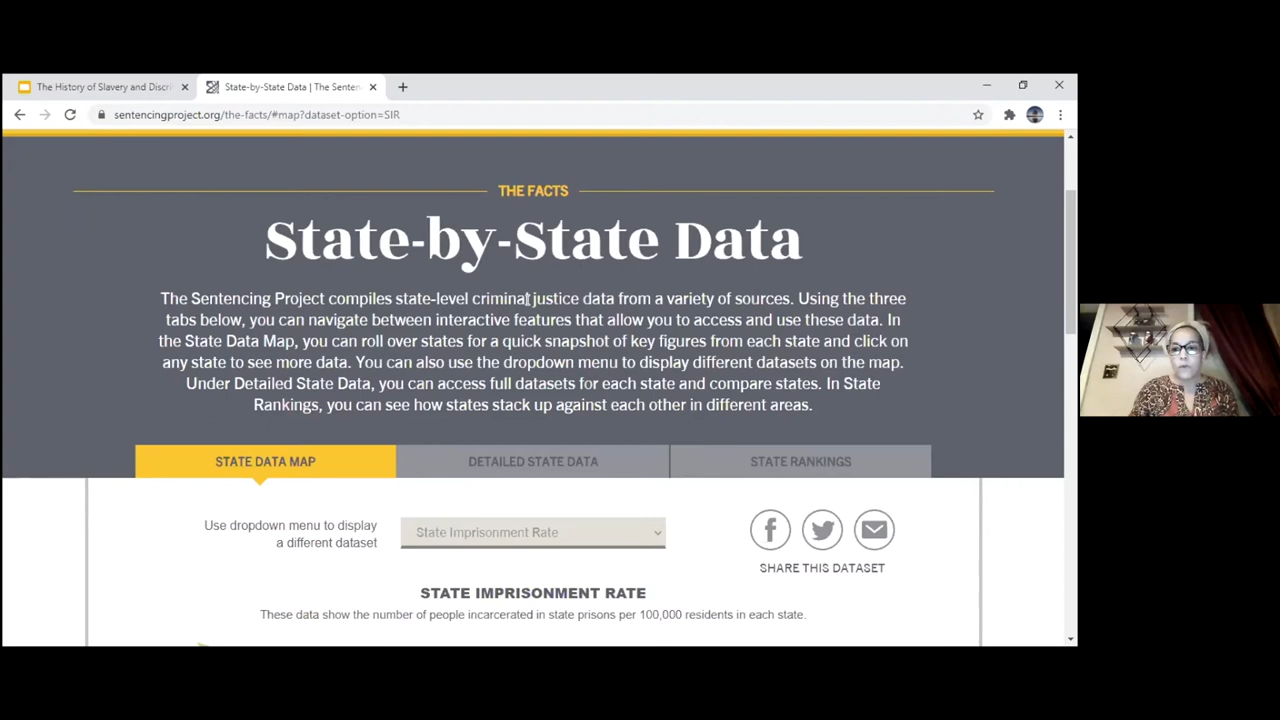 The History of Slavery and Discri
State-by-State Data | The Senten
sentencingproject.org/the-facts/#map?dataset-option=SIR
THE FACTS
State-by-State Data
The Sentencing Project compiles state-level criminal justice data from a variety of sources. Using the three
tabs below, you can navigate between interactive features that allow you to access and use these data. In
the State Data Map, you can roll over states for a quick snapshot of key figures from each state and click on
any state to see more data. You can also use the dropdown menu to display different datasets on the map.
Under Detailed State Data, you can access full datasets for each state and compare states. In State
Rankings, you can see how states stack up against each other in different areas.
STATE DATA MAP
DETAILED STATE DATA
STATE RANKINGS
Use dropdown menu to display
a different dataset
State Imprisonment Rate
SHARE THIS DATASET
STATE IMPRISONMENT RATE
These data show the number of people incarcerated in state prisons per 100,000 residents in each state.